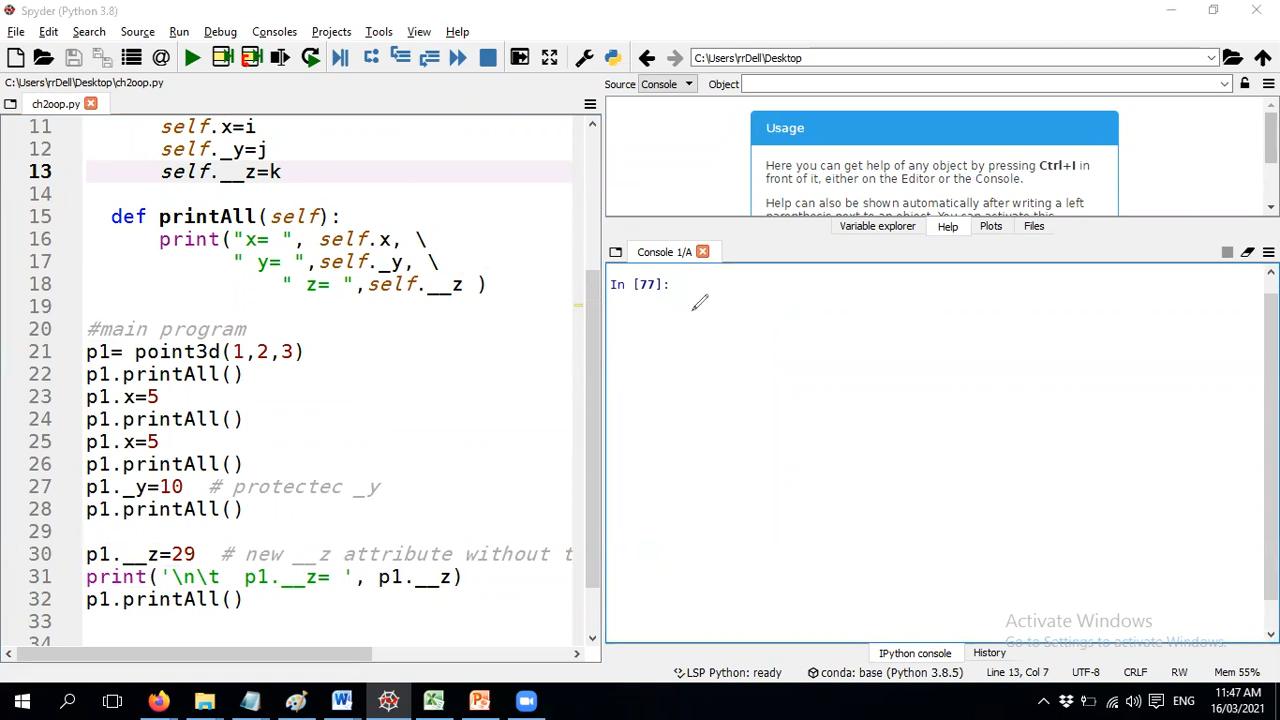 Spyder (Python 3.8)
File Edit Search Source Run Debug Consoles Projects Tools View Help
C:\Users\rrDell\Desktop
C:\Users\rrDell\Desktop\ch2oop.py
Source Console Object
ch2oop.py
11 self.x=i
12 self._y=j
13 self.__z=k
14
15 def printAll(self):
16 print("x= ", self.x, \
17 " y= ",self._y, \
18 " z= ",self.__z )
19
20 #main program
21 p1= point3d(1,2,3)
22 p1.printAll()
23 p1.x=5
24 p1.printAll()
25 p1.x=5
26 p1.printAll()
27 p1._y=10 # protectec _y
28 p1.printAll()
29
30 p1.__z=29 # new __z attribute without t
31 print('\n\t p1.__z= ', p1.__z)
32 p1.printAll()
33
34
Usage
Here you can get help of any object by pressing Ctrl+I in
front of it, either on the Editor or the Console.
Help can also be shown automatically after writing a left
parenthesis next to an object. You can activate this
Variable explorer Help Plots Files
Console 1/A
In [77]:
Activate Windows
Go to Settings to activate Windows.
IPython console History
LSP Python: ready conda: base (Python 3.8.5) Line 13, Col 7 UTF-8 CRLF RW Mem 55%
ENG
11:47 AM
16/03/2021